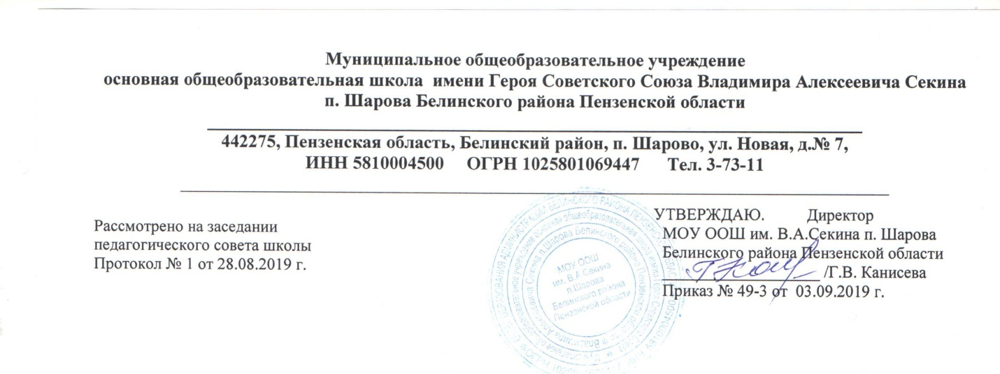 Муниципальное общеобразовательное учреждение
основная общеобразовательная школа имени Героя Советского Союза Владимира Алексеевича Секина
п. Шарова Белинского района Пензенской области
442275, Пензенская область, Белинский район, п. Шарово, ул. Новая, д.№ 7,
ИНН 5810004500 ОГРН 1025801069447 Тел. 3-73-11
Рассмотрено на заседании
педагогического совета школы
Протокол № 1 от 28.08.2019 г.
УТВЕРЖДАЮ. Директор
МОУ ООШ им. В.А.Секина п. Шарова
Белинского района Пензенской области
/Г.В. Канисева
Приказ № 49-3 от 03.09.2019 г.
МОУ ООШ
им. В.А Секина
п.Шарова
Белинского района
Пензенской области